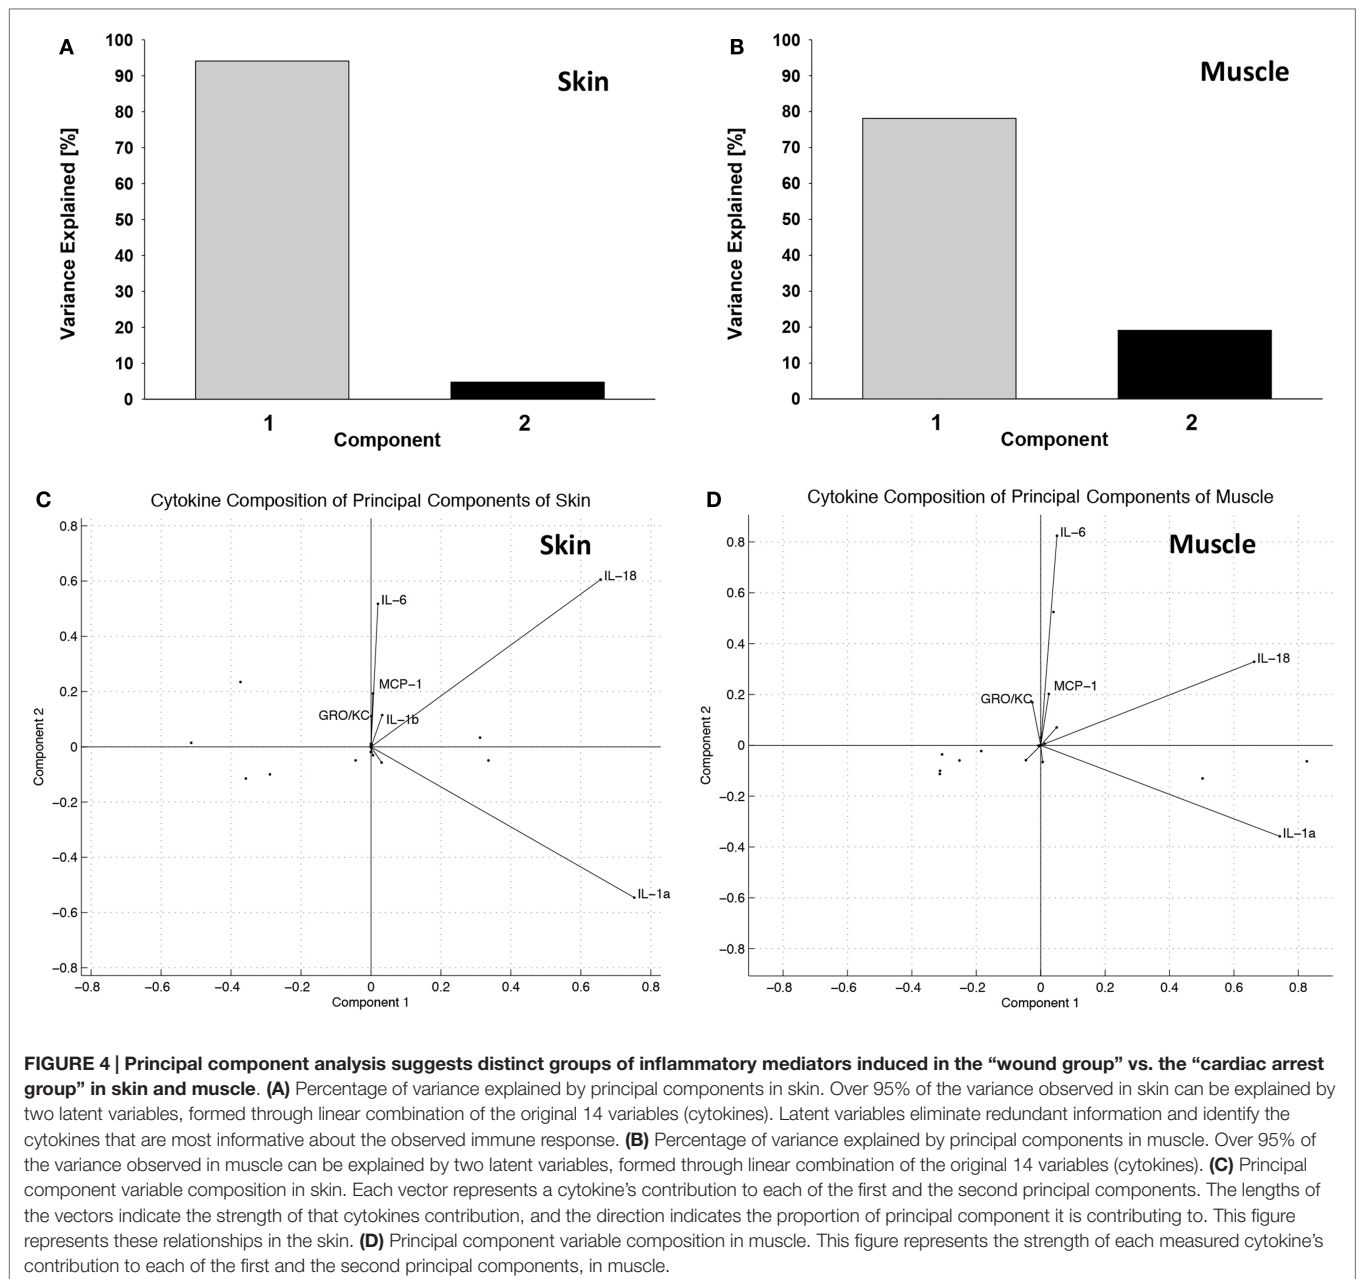 A
100
90
80
70
60
50
40
30
20
10
0
Variance Explained [%]
Skin
1
2
Component
B
100
90
80
70
60
50
40
30
20
10
0
Variance Explained [%]
Muscle
1
2
Component
C
Cytokine Composition of Principal Components of Skin
Skin
0.8
0.6
0.4
0.2
0
−0.2
−0.4
−0.6
−0.8
Component 2
IL−18
IL−6
MCP−1
GRO/KC
IL−1b
IL−1a
−0.8
−0.6
−0.4
−0.2
0
0.2
0.4
0.6
0.8
Component 1
D
Cytokine Composition of Principal Components of Muscle
Muscle
0.8
0.6
0.4
0.2
0
−0.2
−0.4
−0.6
−0.8
Component 2
IL−6
IL−18
MCP−1
GRO/KC
IL−1a
−0.8
−0.6
−0.4
−0.2
0
0.2
0.4
0.6
0.8
Component 1
FIGURE 4 | Principal component analysis suggests distinct groups of inflammatory mediators induced in the “wound group” vs. the “cardiac arrest
group” in skin and muscle. (A) Percentage of variance explained by principal components in skin. Over 95% of the variance observed in skin can be explained by
two latent variables, formed through linear combination of the original 14 variables (cytokines). Latent variables eliminate redundant information and identify the
cytokines that are most informative about the observed immune response. (B) Percentage of variance explained by principal components in muscle. Over 95% of
the variance observed in muscle can be explained by two latent variables, formed through linear combination of the original 14 variables (cytokines). (C) Principal
component variable composition in skin. Each vector represents a cytokine’s contribution to each of the first and the second principal components. The lengths of
the vectors indicate the strength of that cytokines contribution, and the direction indicates the proportion of principal component it is contributing to. This figure
represents these relationships in the skin. (D) Principal component variable composition in muscle. This figure represents the strength of each measured cytokine’s
contribution to each of the first and the second principal components, in muscle.